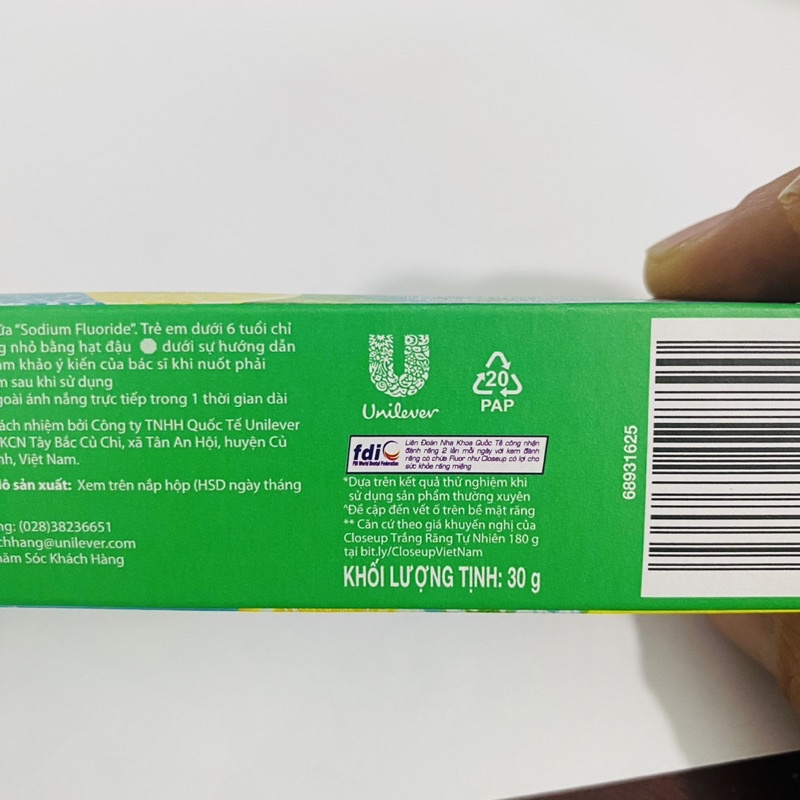 "Sodium Fluoride". Trẻ em dưới 6 tuổi chỉ
nhỏ bằng hạt đậu dưới sự hướng dẫn
khảo ý kiến của bác sĩ khi nuốt phải
sau khi sử dụng
ánh nắng trực tiếp trong 1 thời gian dài
nhiệm bởi Công ty TNHH Quốc Tế Unilever
KCN Tây Bắc Củ Chi, xã Tân An Hội, huyện Củ
Việt Nam.
sản xuất: Xem trên nắp hộp (HSD ngày tháng
(028)38236651
@unilever.com
Sóc Khách Hàng
Unilever
20
PAP
fdi
FDI World Dental Federation
Liên Đoàn Nha Khoa Quốc Tế công nhận
đánh răng 2 lần mỗi ngày với kem đánh
răng có chứa Fluor như Closeup có lợi cho
sức khỏe răng miệng
*Dựa trên kết quả thử nghiệm khi
sử dụng sản phẩm thường xuyên
^Đề cập đến vết ố trên bề mặt răng
** Căn cứ theo giá khuyến nghị của
Closeup Trắng Răng Tự Nhiên 180 g
tại bit.ly/CloseupVietNam
KHỐI LƯỢNG TỊNH: 30 g
68931625